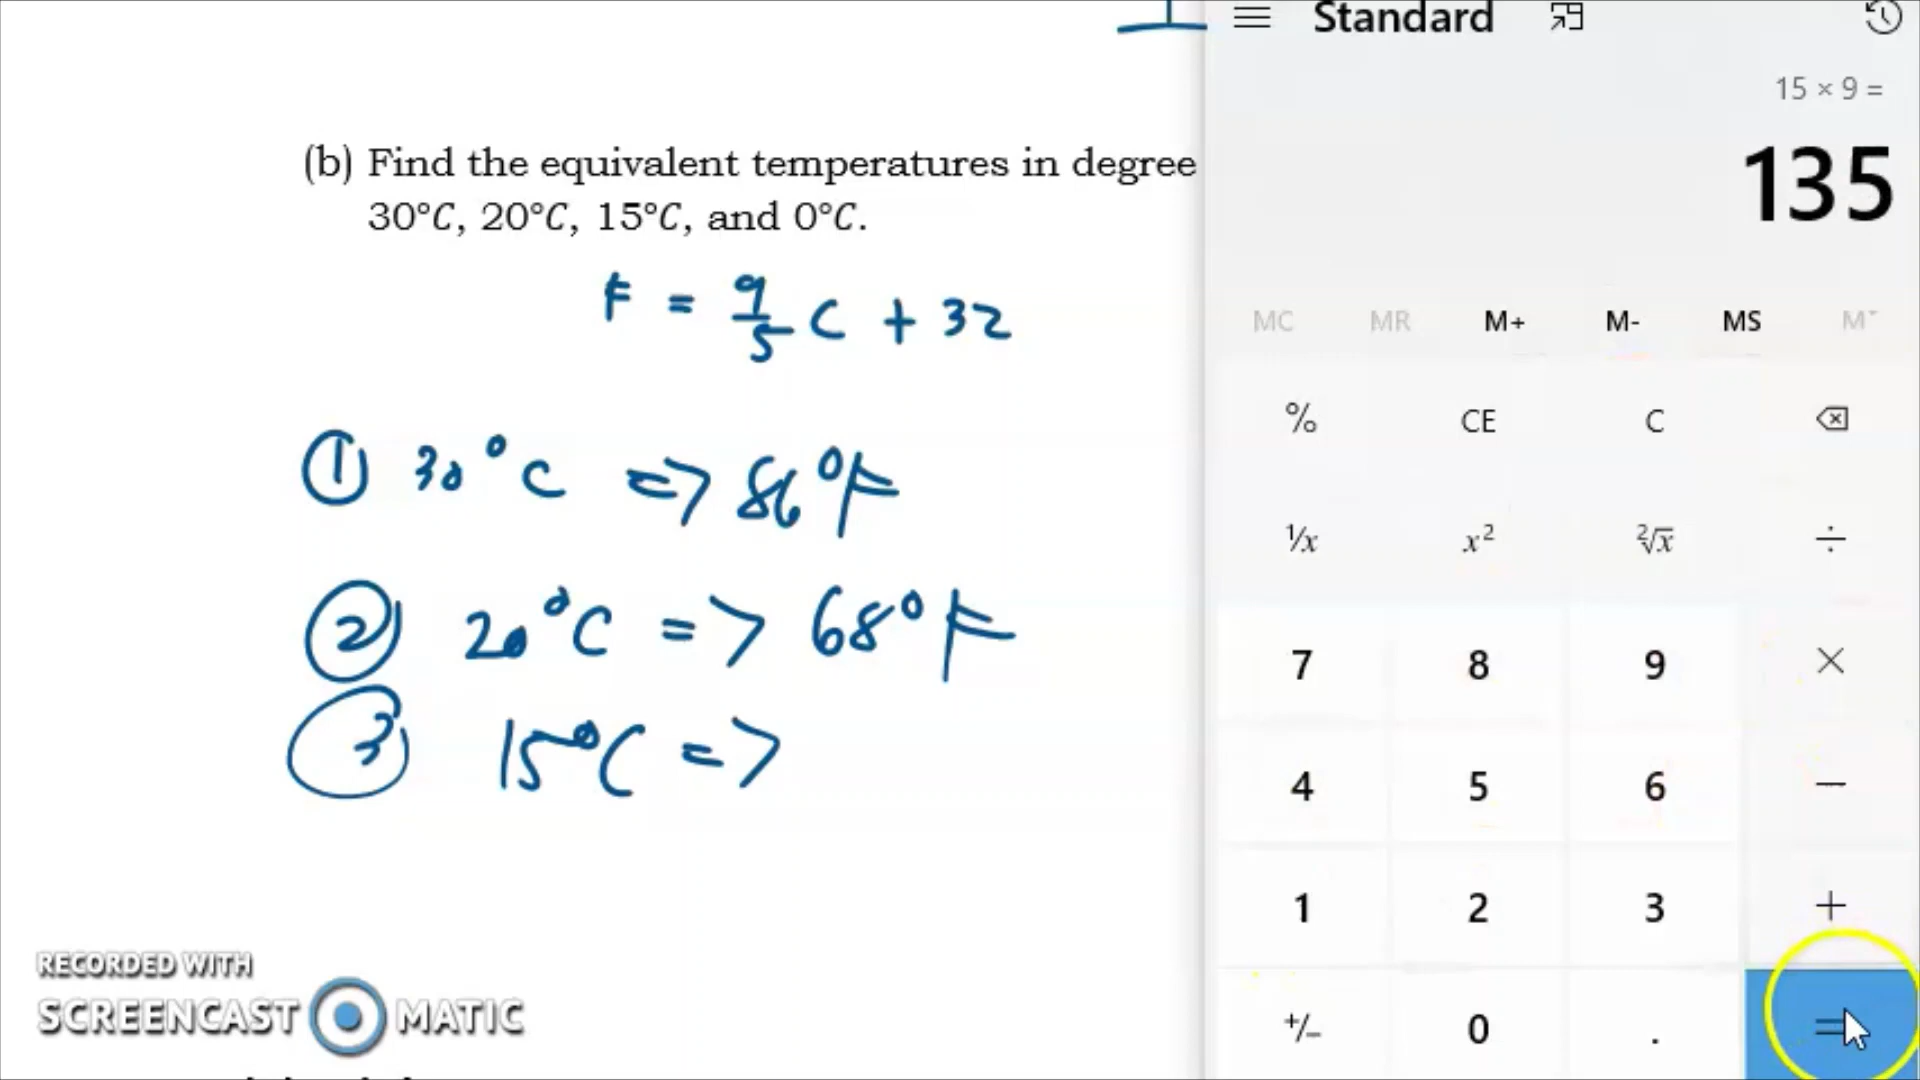 (b) Find the equivalent temperatures in degree
30°C, 20°C, 15°C, and 0°C.
F = 9/5 C + 32
① 30°C => 86°F
② 20°C => 68°F
③ 15°C =>
RECORDED WITH
SCREENCAST MATIC
Standard
15 × 9 =
135
MC MR M+ M- MS M˅
% CE C
1/x x² ²√x ÷
7 8 9 ×
4 5 6 −
1 2 3 +
+/− 0 . =